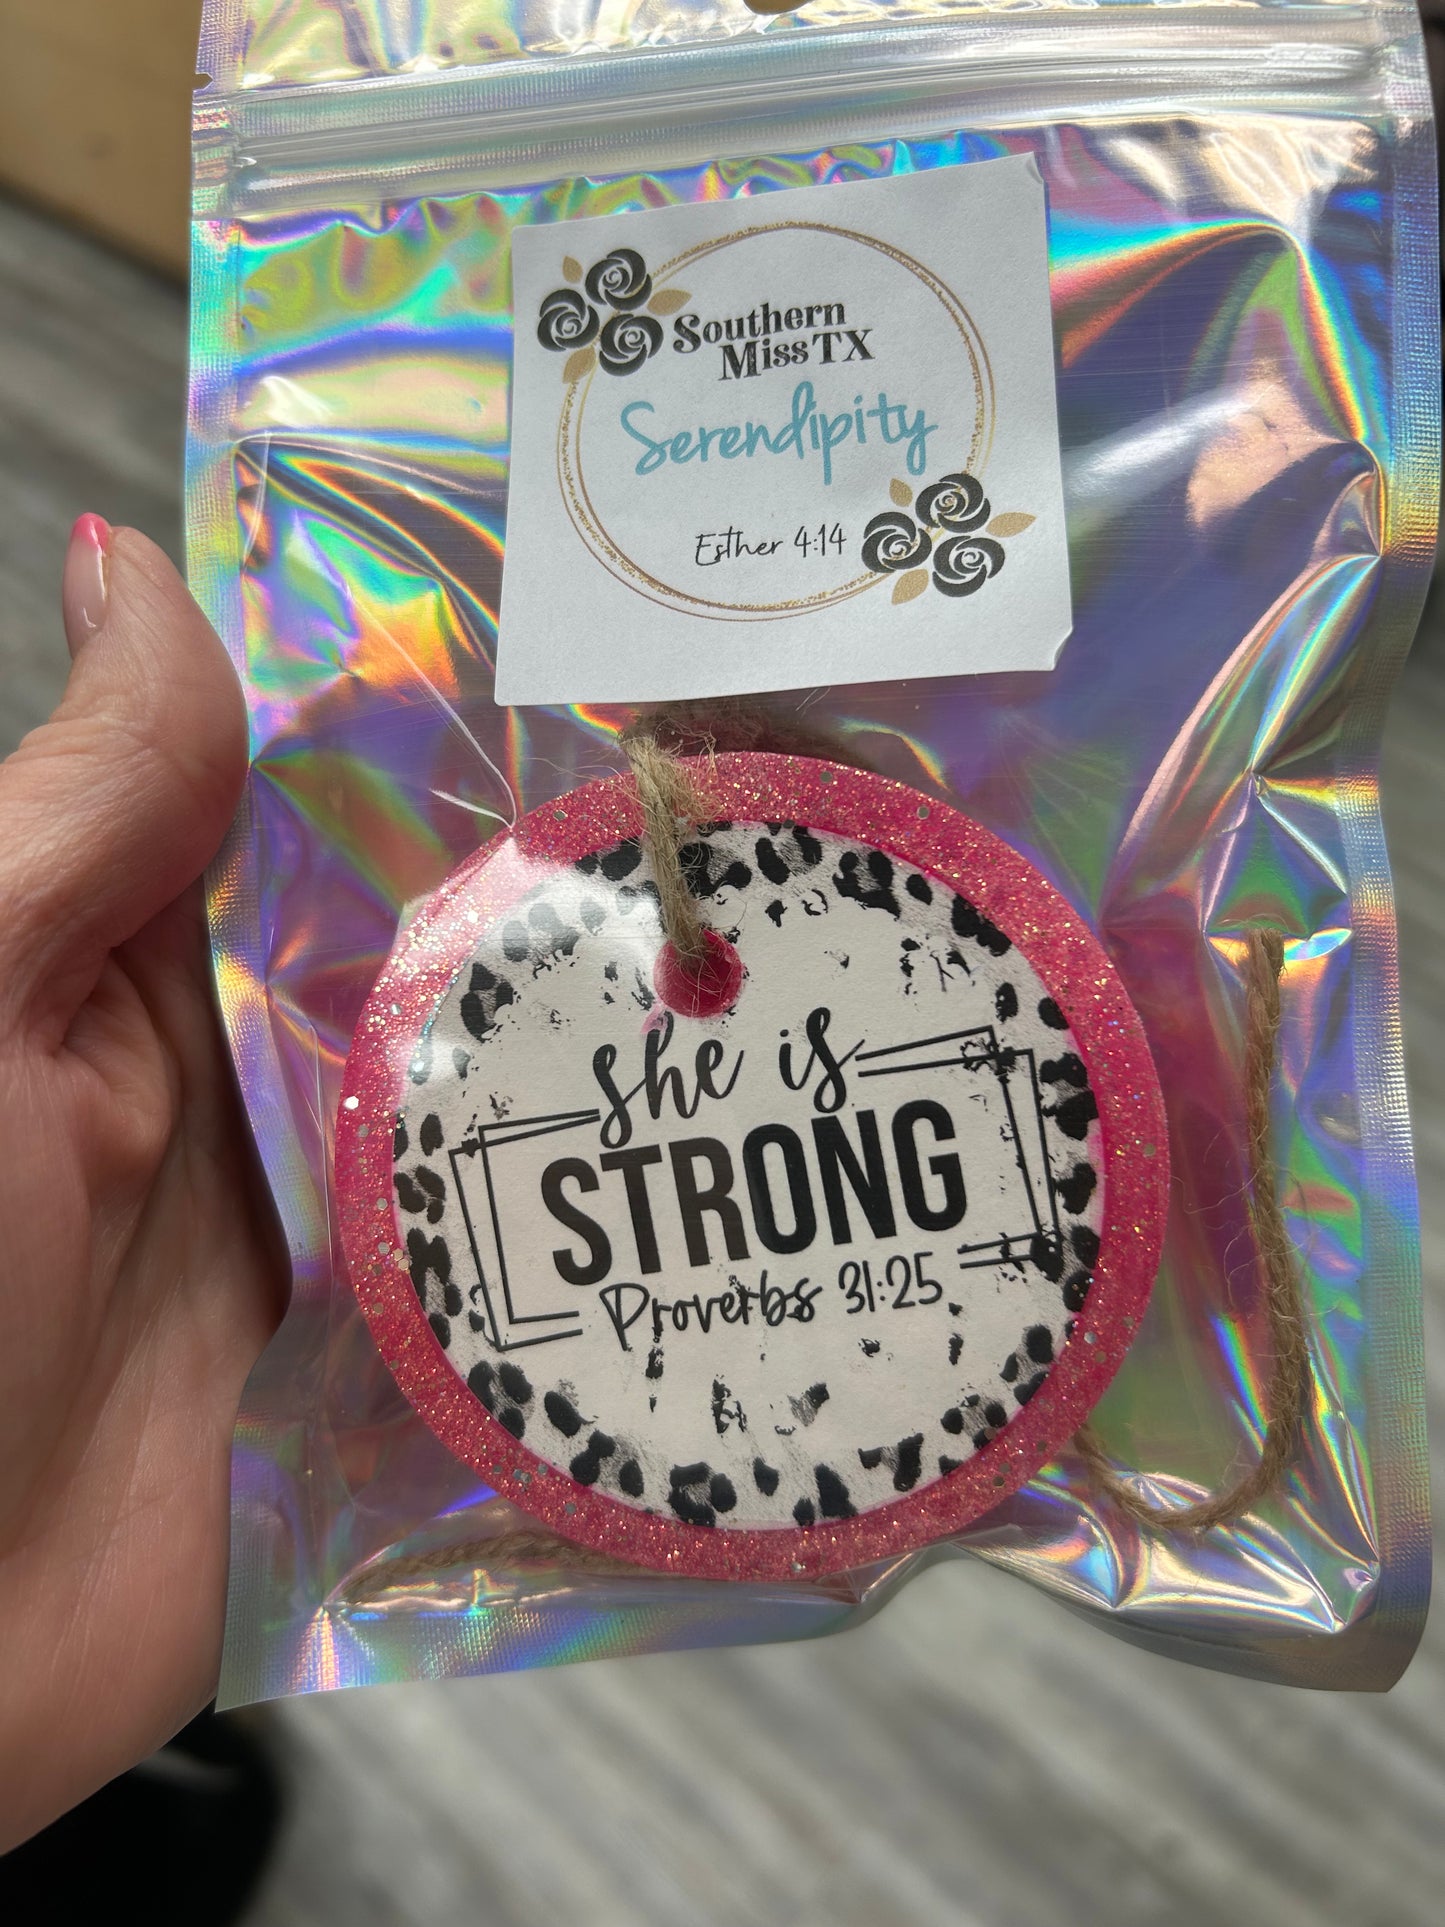 Southern
Miss TX
Serendipity
Esther 4:14
she is
STRONG
Proverbs 31:25